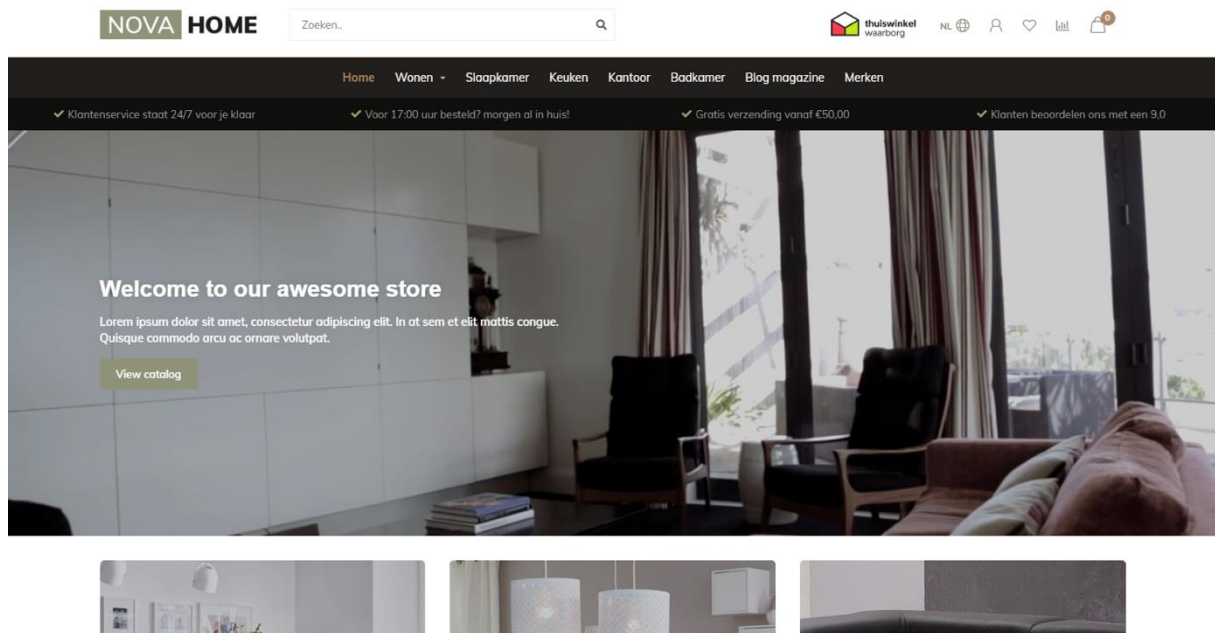 NOVA HOME
Zoeken..
thuiswinkel
waarborg
NL
0
Home Wonen Slaapkamer Keuken Kantoor Badkamer Blog magazine Merken
Klantenservice staat 24/7 voor je klaar
Voor 17:00 uur besteld? morgen al in huis!
Gratis verzending vanaf €50,00
Klanten beoordelen ons met een 9,0
Welcome to our awesome store
Lorem ipsum dolor sit amet, consectetur adipiscing elit. In at sem et elit mattis congue.
Quisque commodo arcu ac ornare volutpat.
View catalog